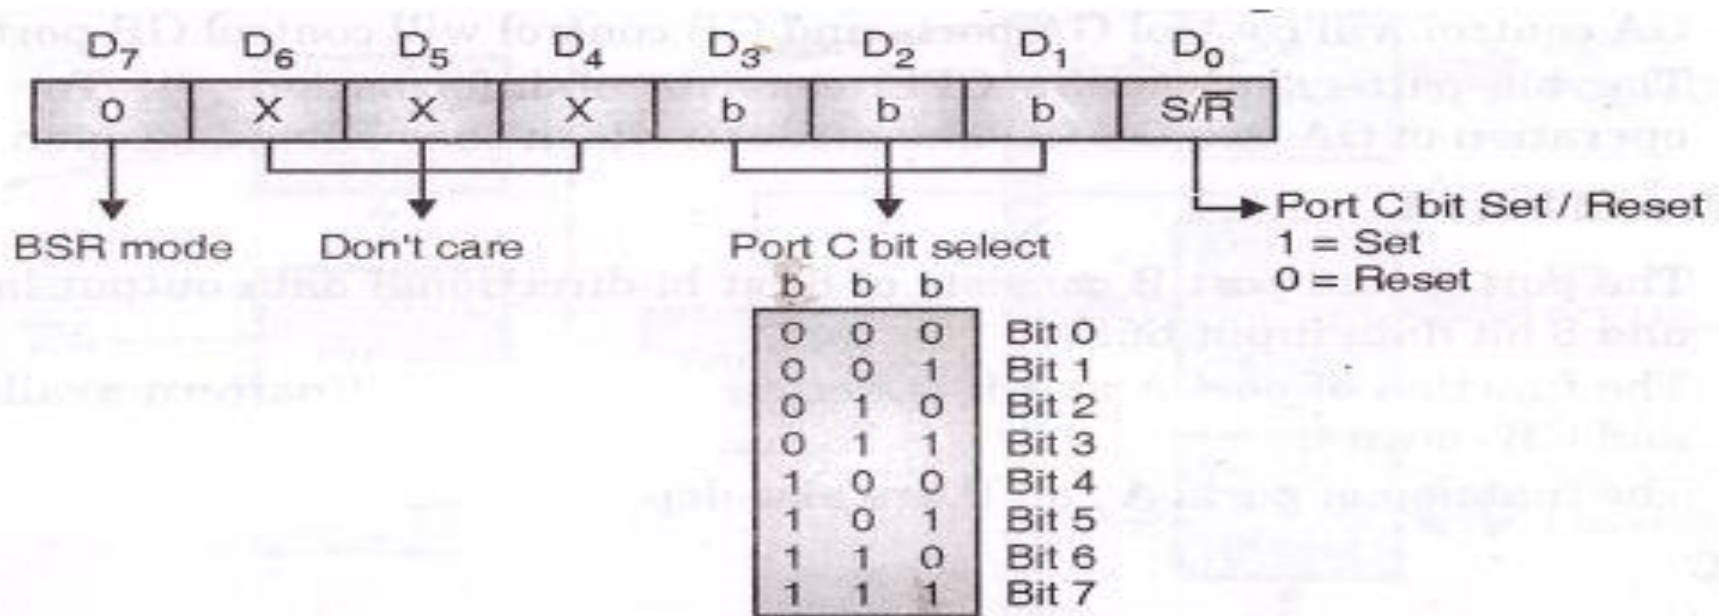 D7 D6 D5 D4 D3 D2 D1 D0
0 X X X b b b S/R̅
BSR mode
Don't care
Port C bit select
Port C bit Set / Reset
1 = Set
0 = Reset
b b b
0 0 0 Bit 0
0 0 1 Bit 1
0 1 0 Bit 2
0 1 1 Bit 3
1 0 0 Bit 4
1 0 1 Bit 5
1 1 0 Bit 6
1 1 1 Bit 7